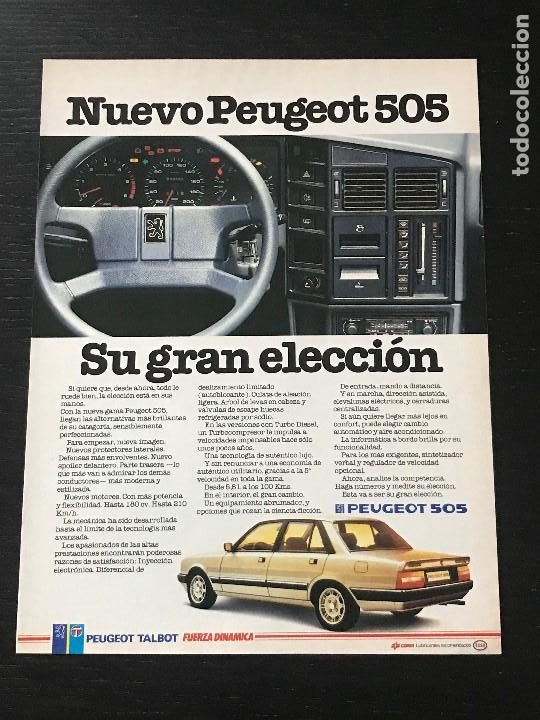 Nuevo Peugeot 505
Su gran elección
Si quiere que, desde ahora, todo le
ruede bien, la elección está en sus
manos.
Con la nueva gama Peugeot 505,
llegan las alternativas más brillantes
de su categoría, sensiblemente
perfeccionadas.
Para empezar, nueva imagen.
Nuevos protectores laterales.
Defensas más envolventes. Nuevo
spoiler delantero. Parte trasera —lo
que más van a admirar los demás
conductores— más moderna y
estilizada.
Nuevos motores. Con más potencia
y flexibilidad. Hasta 180 cv. Hasta 210
Km/h.
La mecánica ha sido desarrollada
hasta el límite de la tecnología más
avanzada.
Los apasionados de las altas
prestaciones encontrarán poderosas
razones de satisfacción: Inyección
electrónica. Diferencial de
deslizamiento limitado
(autoblocante). Culata de aleación
ligera. Árbol de levas en cabeza y
válvulas de escape huecas
refrigeradas por sodio.
En las versiones con Turbo Diesel,
un Turbocompresor le impulsa a
velocidades impensables hace sólo
unos pocos años.
Una tecnología de auténtico lujo.
Y sin renunciar a una economía de
auténtico utilitario, gracias a la 5ª
velocidad en toda la gama.
Desde 5,6 l. a 100 Kms.
En el interior, el gran cambio.
Un equipamiento abrumador, y
opciones que rozan la ciencia ficción.
De entrada, mando a distancia.
Y en marcha, dirección asistida,
elevalunas eléctricos, y cerraduras
centralizadas.
Si aún quiere llegar más lejos en
confort, puede elegir cambio
automático y aire acondicionado.
La informática a bordo brilla por su
funcionalidad.
Para los más exigentes, sintetizador
verbal y regulador de velocidad
opcional.
Ahora, analice la competencia.
Haga números y medite su elección.
Esta va a ser su gran elección.
PEUGEOT 505
PEUGEOT TALBOT FUERZA DINAMICA
todocoleccion